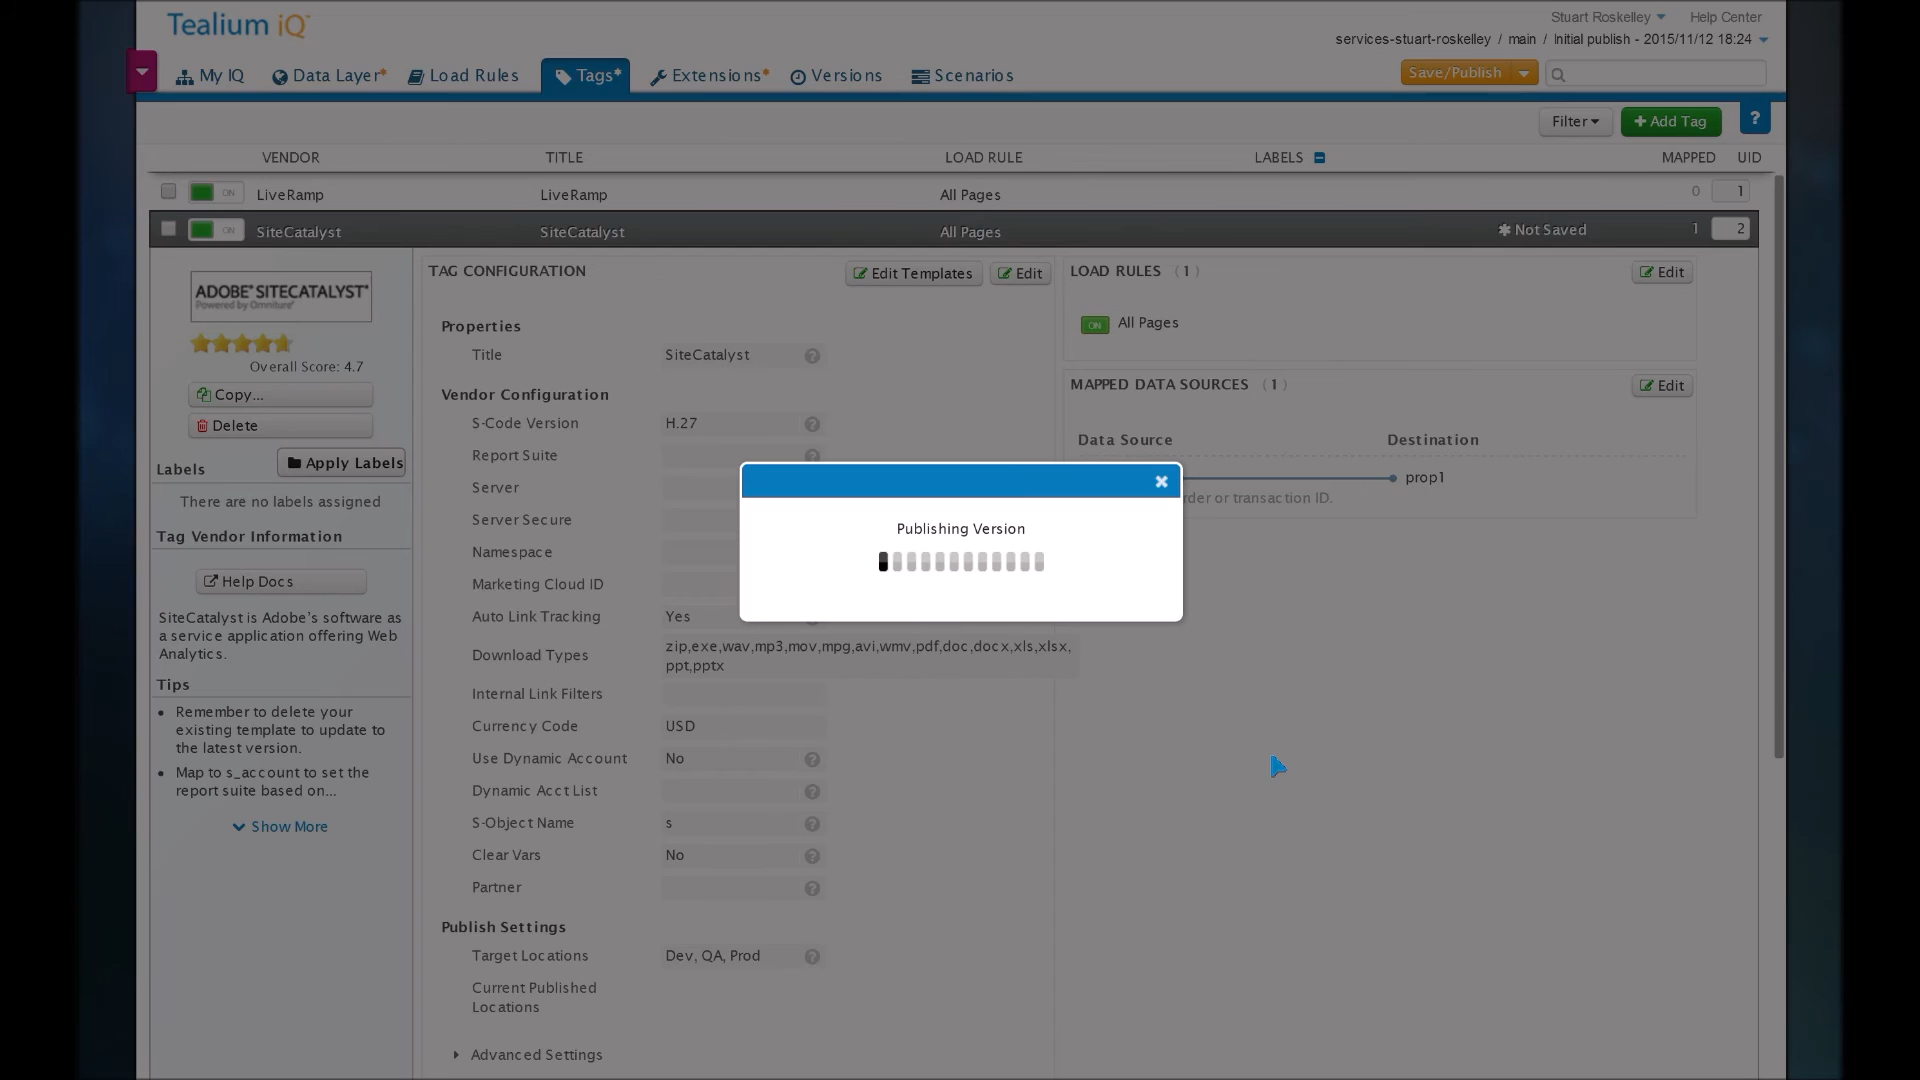 Tealium iQ
Stuart Roskelley Help Center
services-stuart-roskelley / main / Initial publish - 2015/11/12 18:24
My IQ Data Layer* Load Rules Tags* Extensions* Versions Scenarios Save/Publish
Filter + Add Tag ?
VENDOR TITLE LOAD RULE LABELS MAPPED UID
ON LiveRamp LiveRamp All Pages 0 1
ON SiteCatalyst SiteCatalyst All Pages ✱ Not Saved 1 2
ADOBE® SITECATALYST®
Powered by Omniture®
Overall Score: 4.7
Copy...
Delete
Labels Apply Labels
There are no labels assigned
Tag Vendor Information
Help Docs
SiteCatalyst is Adobe's software as
a service application offering Web
Analytics.
Tips
• Remember to delete your
existing template to update to
the latest version.
• Map to s_account to set the
report suite based on...
Show More
TAG CONFIGURATION Edit Templates Edit
Properties
Title SiteCatalyst ?
Vendor Configuration
S-Code Version H.27 ?
Report Suite ?
Server
Server Secure
Namespace
Marketing Cloud ID
Auto Link Tracking Yes
Download Types zip,exe,wav,mp3,mov,mpg,avi,wmv,pdf,doc,docx,xls,xlsx,
ppt,pptx
Internal Link Filters
Currency Code USD
Use Dynamic Account No ?
Dynamic Acct List ?
S-Object Name s ?
Clear Vars No ?
Partner ?
Publish Settings
Target Locations Dev, QA, Prod ?
Current Published
Locations
Advanced Settings
LOAD RULES (1) Edit
ON All Pages
MAPPED DATA SOURCES (1) Edit
Data Source Destination
prop1
order or transaction ID.
Publishing Version